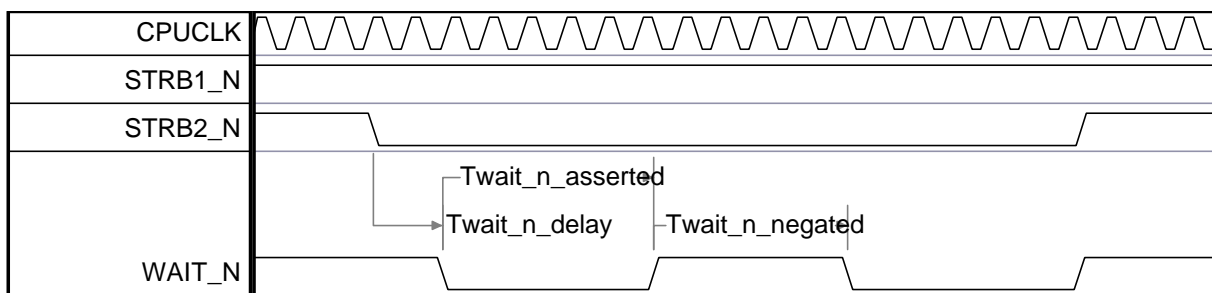 CPUCLK
STRB1_N
STRB2_N
Twait_n_asserted
Twait_n_delay
Twait_n_negated
WAIT_N